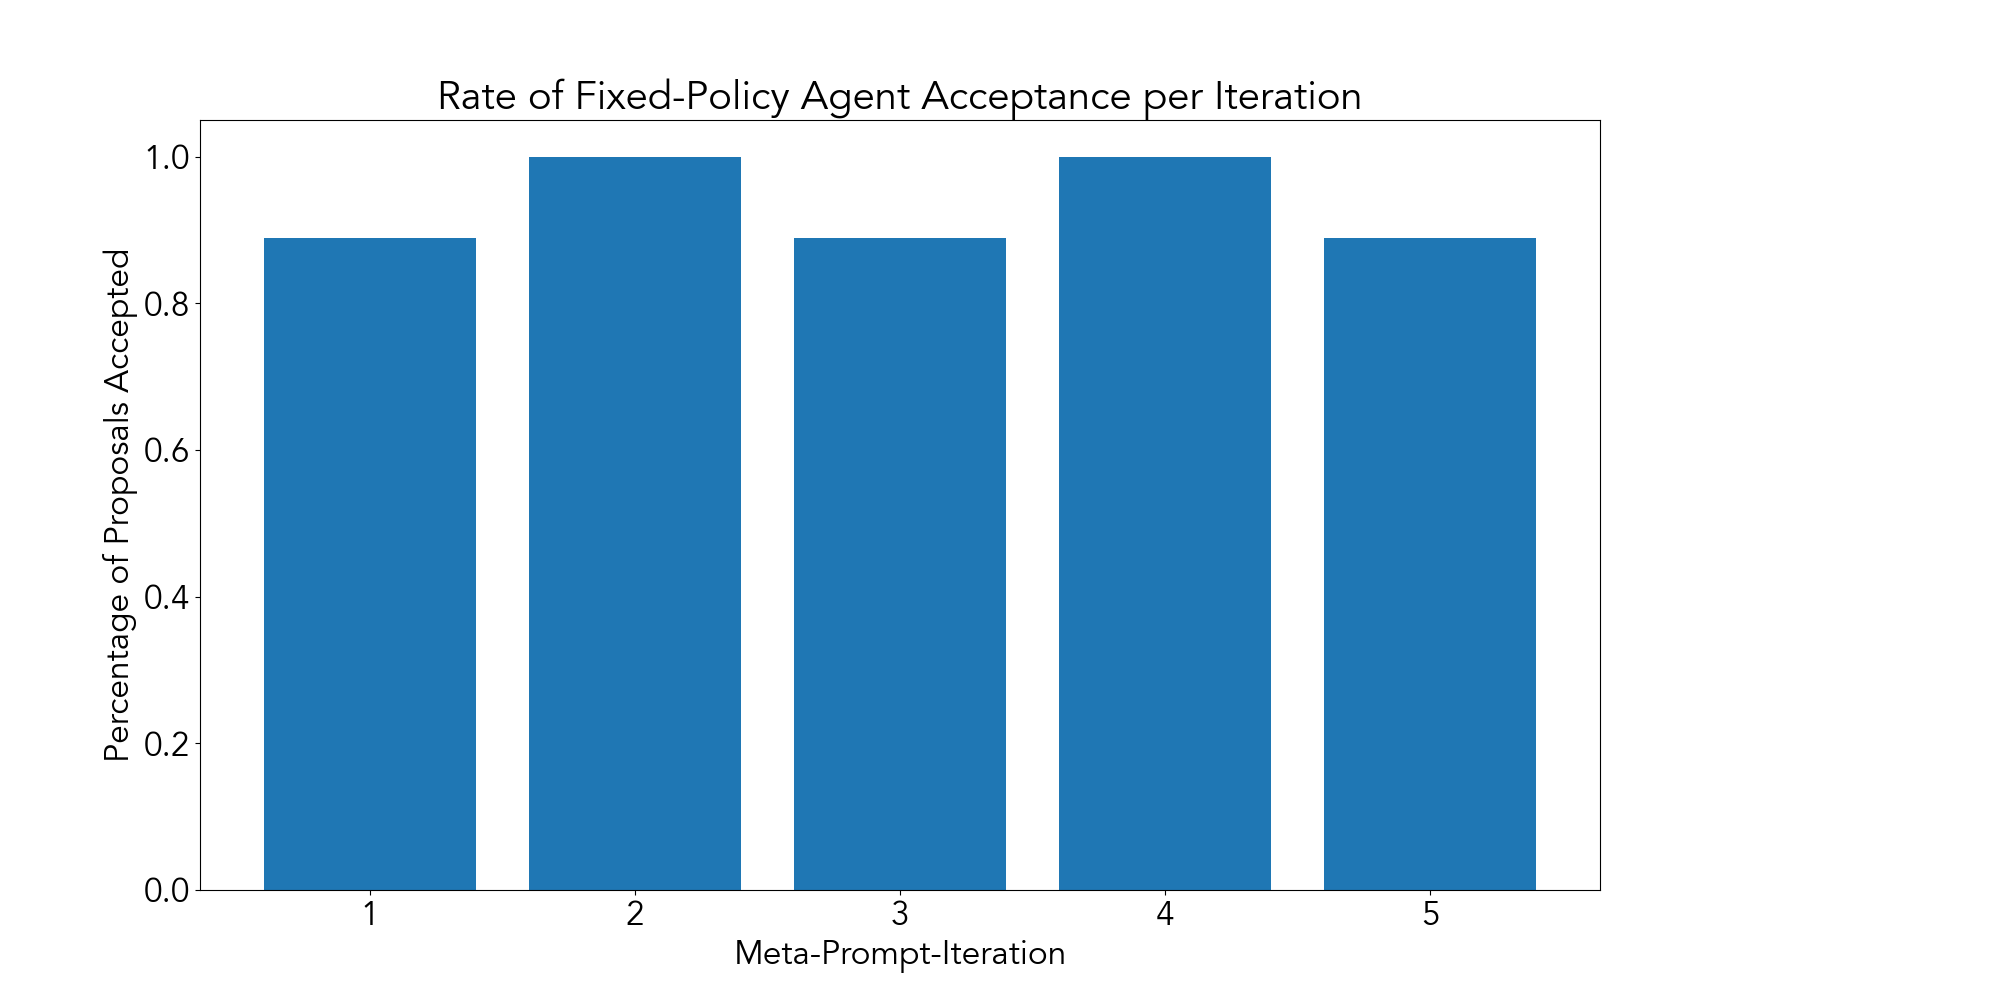 Rate of Fixed-Policy Agent Acceptance per Iteration
Percentage of Proposals Accepted
1.0
0.8
0.6
0.4
0.2
0.0
1 2 3 4 5
Meta-Prompt-Iteration